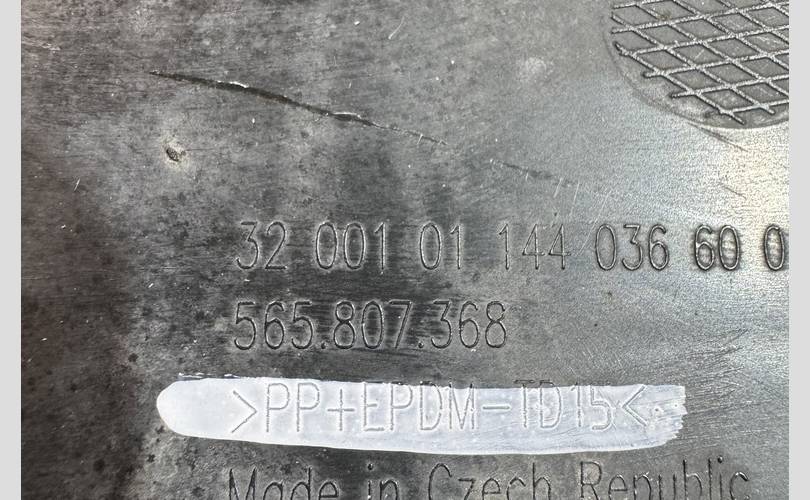 32 001 01 144 036 60 0
565.807.368
>PP+EPDM-TD15<
Made in Czech Republic